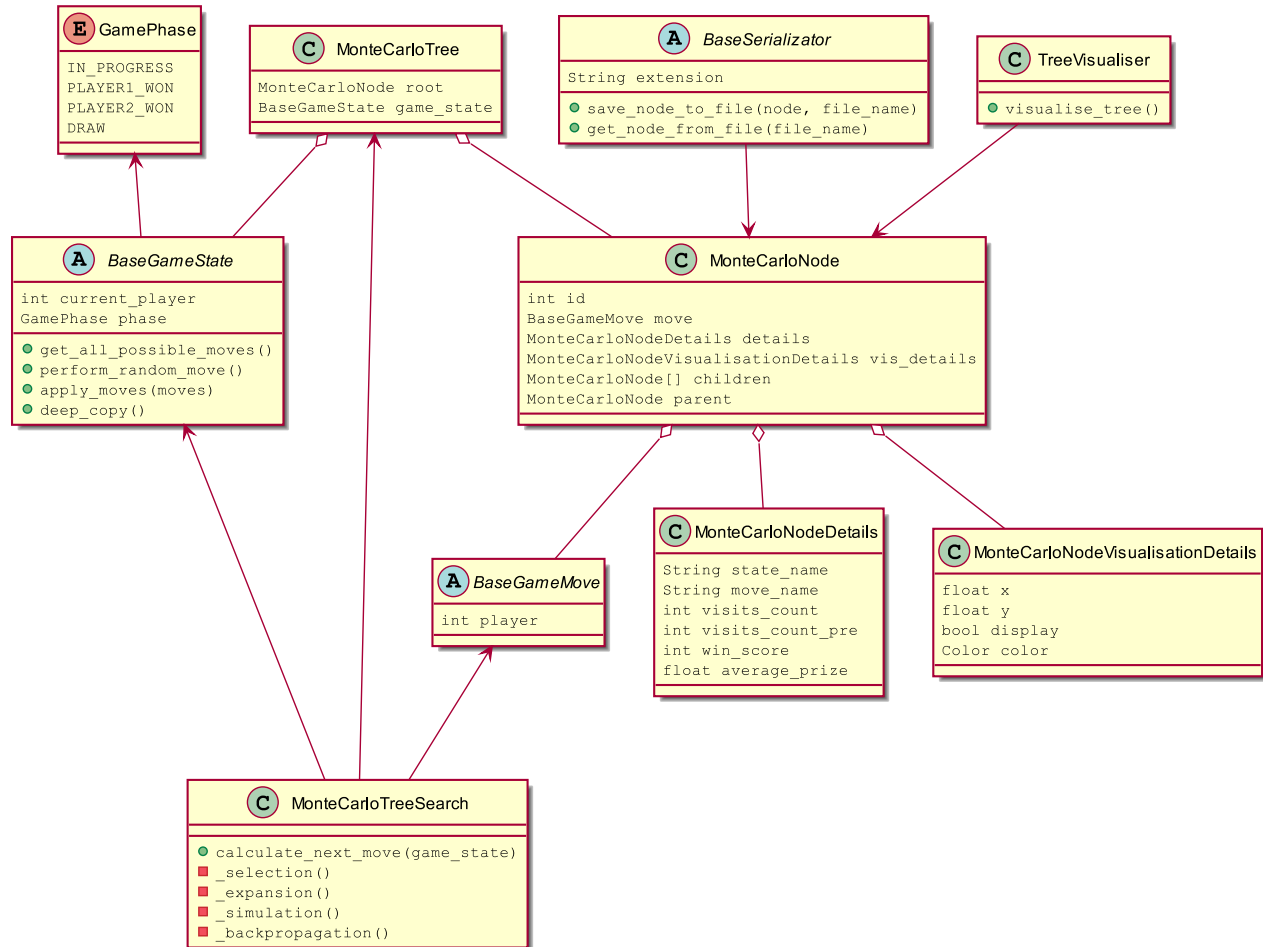 E GamePhase
IN_PROGRESS
PLAYER1_WON
PLAYER2_WON
DRAW
C MonteCarloTree
MonteCarloNode root
BaseGameState game_state
A BaseSerializator
String extension
save_node_to_file(node, file_name)
get_node_from_file(file_name)
C TreeVisualiser
visualise_tree()
A BaseGameState
int current_player
GamePhase phase
get_all_possible_moves()
perform_random_move()
apply_moves(moves)
deep_copy()
C MonteCarloNode
int id
BaseGameMove move
MonteCarloNodeDetails details
MonteCarloNodeVisualisationDetails vis_details
MonteCarloNode[] children
MonteCarloNode parent
A BaseGameMove
int player
C MonteCarloNodeDetails
String state_name
String move_name
int visits_count
int visits_count_pre
int win_score
float average_prize
C MonteCarloNodeVisualisationDetails
float x
float y
bool display
Color color
C MonteCarloTreeSearch
calculate_next_move(game_state)
_selection()
_expansion()
_simulation()
_backpropagation()